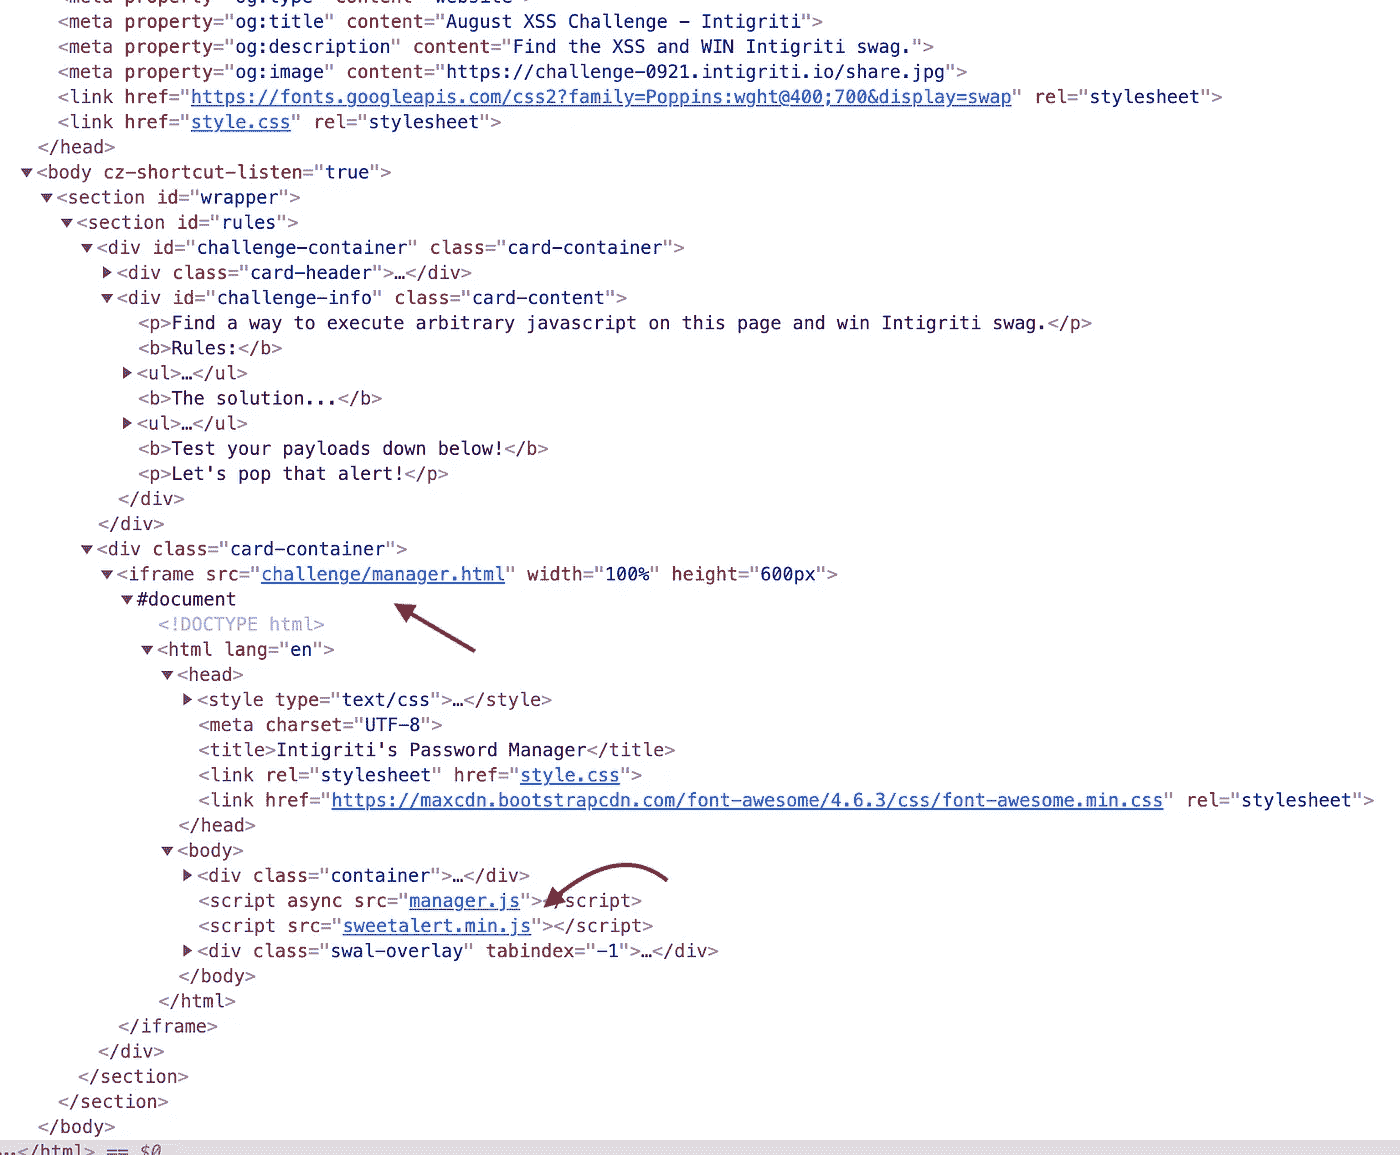 <meta property="og:type" content="website">
<meta property="og:title" content="August XSS Challenge - Intigriti">
<meta property="og:description" content="Find the XSS and WIN Intigriti swag.">
<meta property="og:image" content="https://challenge-0921.intigriti.io/share.jpg">
<link href="https://fonts.googleapis.com/css2?family=Poppins:wght@400;700&display=swap" rel="stylesheet">
<link href="style.css" rel="stylesheet">
</head>
▼<body cz-shortcut-listen="true">
▼<section id="wrapper">
▼<section id="rules">
▼<div id="challenge-container" class="card-container">
▶<div class="card-header">…</div>
▼<div id="challenge-info" class="card-content">
<p>Find a way to execute arbitrary javascript on this page and win Intigriti swag.</p>
<b>Rules:</b>
▶<ul>…</ul>
<b>The solution...</b>
▶<ul>…</ul>
<b>Test your payloads down below!</b>
<p>Let's pop that alert!</p>
</div>
</div>
▼<div class="card-container">
▼<iframe src="challenge/manager.html" width="100%" height="600px">
▼#document
<!DOCTYPE html>
▼<html lang="en">
▼<head>
▶<style type="text/css">…</style>
<meta charset="UTF-8">
<title>Intigriti's Password Manager</title>
<link rel="stylesheet" href="style.css">
<link href="https://maxcdn.bootstrapcdn.com/font-awesome/4.6.3/css/font-awesome.min.css" rel="stylesheet">
</head>
▼<body>
▶<div class="container">…</div>
<script async src="manager.js"></script>
<script src="sweetalert.min.js"></script>
▶<div class="swal-overlay" tabindex="-1">…</div>
</body>
</html>
</iframe>
</div>
</section>
</section>
</body>
…</html> == $0